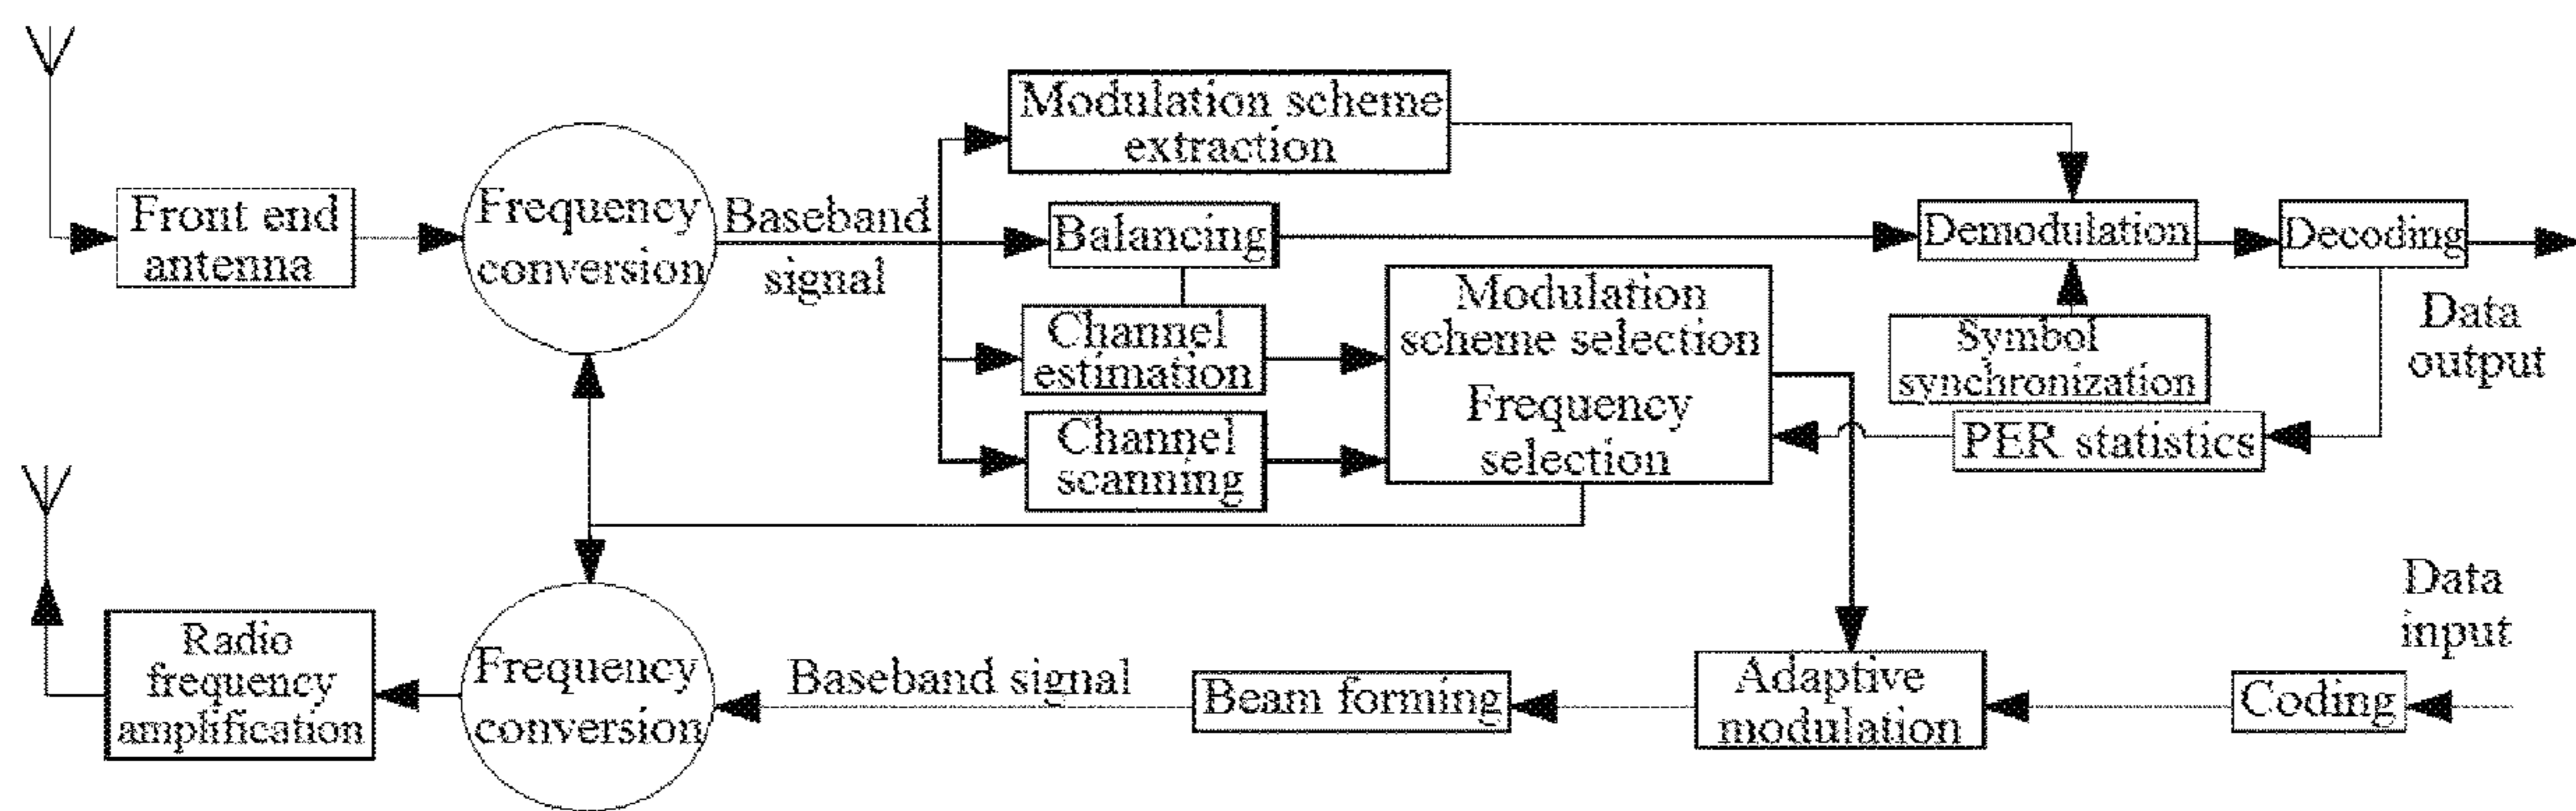 Modulation scheme
extraction
Front end
antenna
Frequency
conversion
Baseband
signal
Balancing
Demodulation
Decoding
Channel
estimation
Modulation
scheme selection
Frequency
selection
Symbol
synchronization
Data
output
Channel
scanning
PER statistics
Radio
frequency
amplification
Frequency
conversion
Baseband signal
Beam forming
Adaptive
modulation
Coding
Data
input